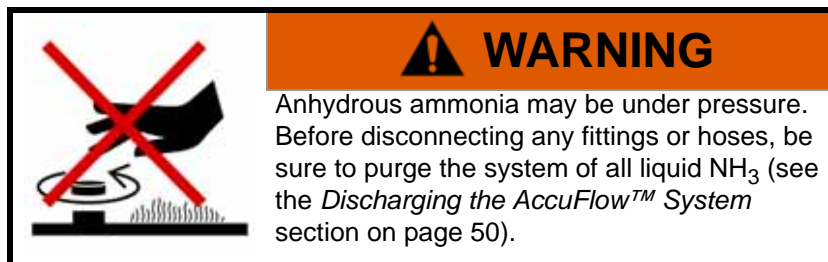 WARNING
Anhydrous ammonia may be under pressure.
Before disconnecting any fittings or hoses, be
sure to purge the system of all liquid NH3 (see
the Discharging the AccuFlow™ System
section on page 50).